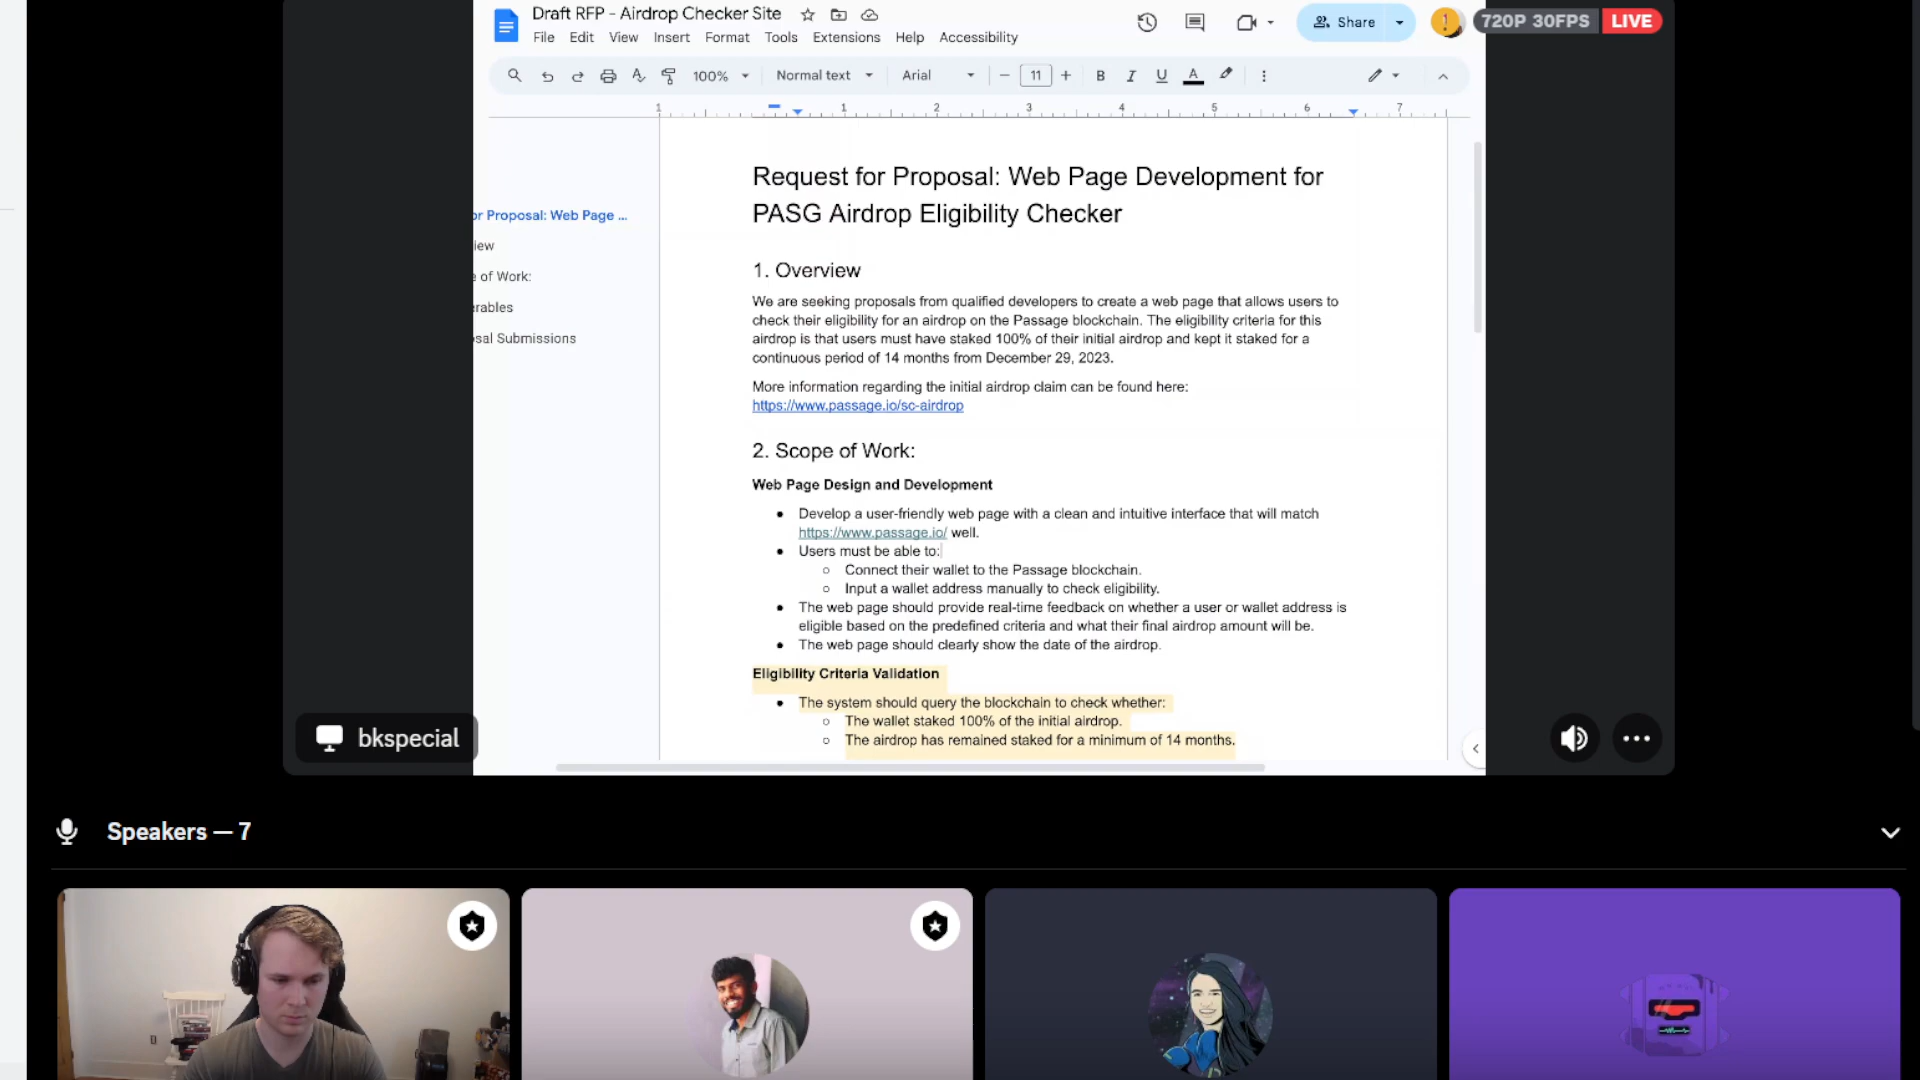 Draft RFP - Airdrop Checker Site
Share
720P 30FPS
LIVE
File Edit View Insert Format Tools Extensions Help Accessibility
100% Normal text Arial 11 B I U A
1 1 2 3 4 5 6 7
Request for Proposal: Web Page Development for
PASG Airdrop Eligibility Checker
or Proposal: Web Page ...
iew
e of Work:
rables
sal Submissions
1. Overview
We are seeking proposals from qualified developers to create a web page that allows users to
check their eligibility for an airdrop on the Passage blockchain. The eligibility criteria for this
airdrop is that users must have staked 100% of their initial airdrop and kept it staked for a
continuous period of 14 months from December 29, 2023.
More information regarding the initial airdrop claim can be found here:
https://www.passage.io/sc-airdrop
2. Scope of Work:
Web Page Design and Development
● Develop a user-friendly web page with a clean and intuitive interface that will match
https://www.passage.io/ well.
● Users must be able to:
○ Connect their wallet to the Passage blockchain.
○ Input a wallet address manually to check eligibility.
● The web page should provide real-time feedback on whether a user or wallet address is
eligible based on the predefined criteria and what their final airdrop amount will be.
● The web page should clearly show the date of the airdrop.
Eligibility Criteria Validation
● The system should query the blockchain to check whether:
○ The wallet staked 100% of the initial airdrop.
○ The airdrop has remained staked for a minimum of 14 months.
bkspecial
Speakers — 7